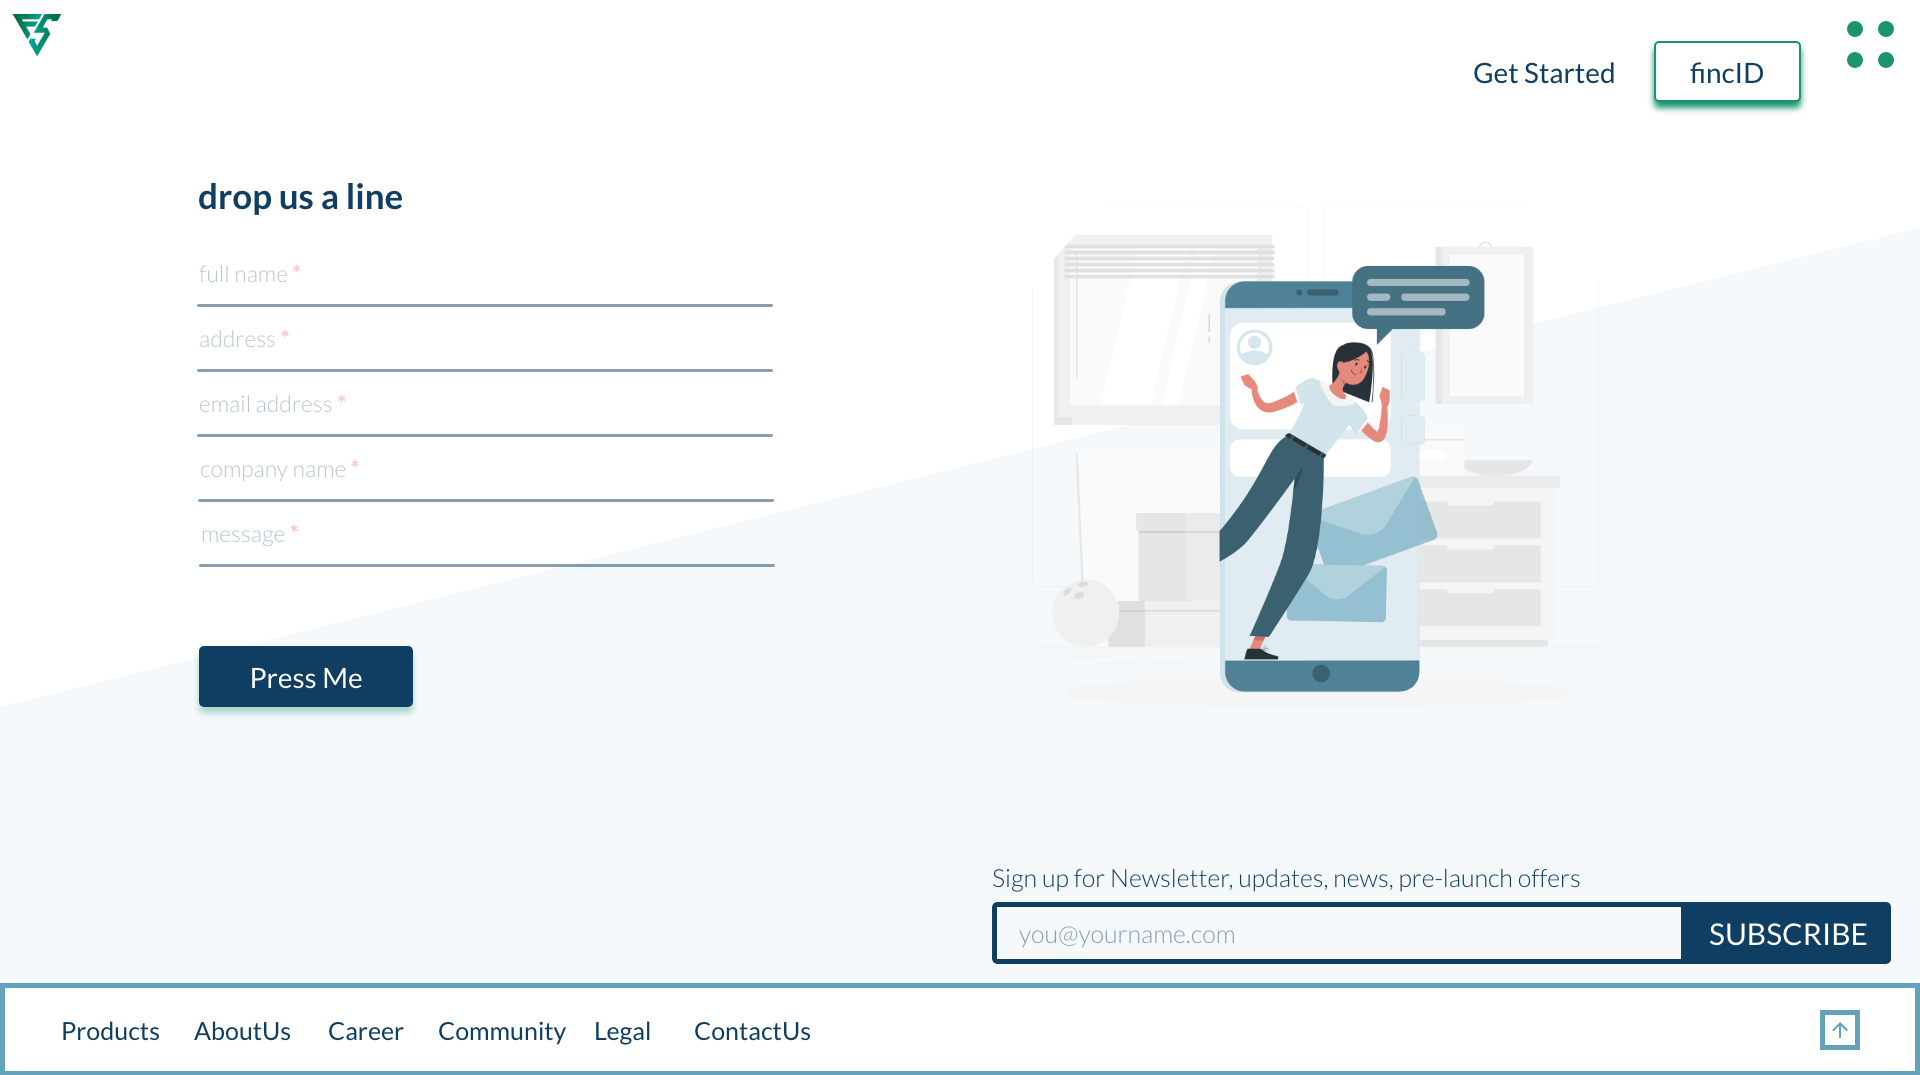 Get Started
fincID
drop us a line
full name *
address *
email address *
company name *
message *
Press Me
Sign up for Newsletter, updates, news, pre-launch offers
you@yourname.com
SUBSCRIBE
Products AboutUs Career Community Legal ContactUs